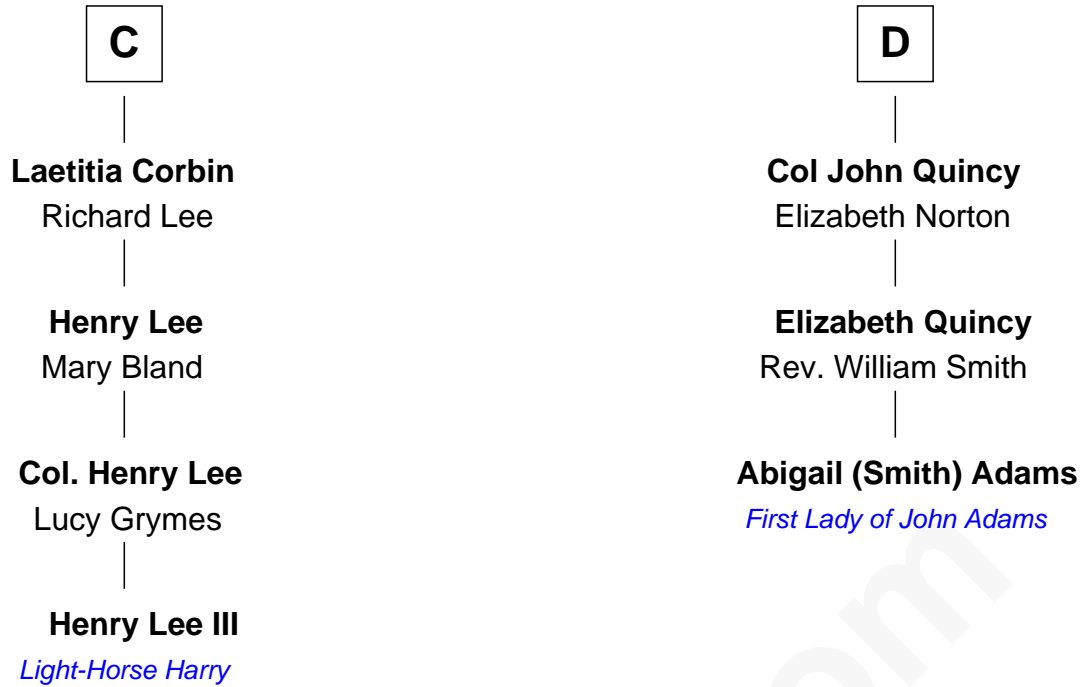 C
Laetitia Corbin
Richard Lee
Henry Lee
Mary Bland
Col. Henry Lee
Lucy Grymes
Henry Lee III
Light-Horse Harry
D
Col John Quincy
Elizabeth Norton
Elizabeth Quincy
Rev. William Smith
Abigail (Smith) Adams
First Lady of John Adams
om